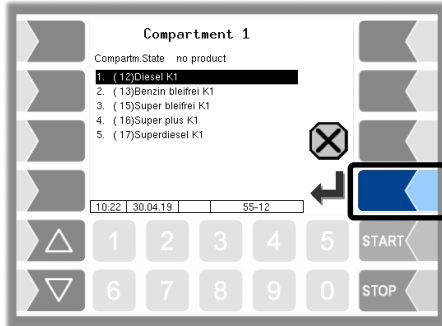 Compartment 1
Compartm.State no product
1. ( 12)Diesel K1
2. ( 13)Benzin bleifrei K1
3. ( 15)Super bleifrei K1
4. ( 16)Super plus K1
5. ( 17)Superdiesel K1
10:22 30.04.19 55-12
1 2 3 4 5 START
6 7 8 9 0 STOP